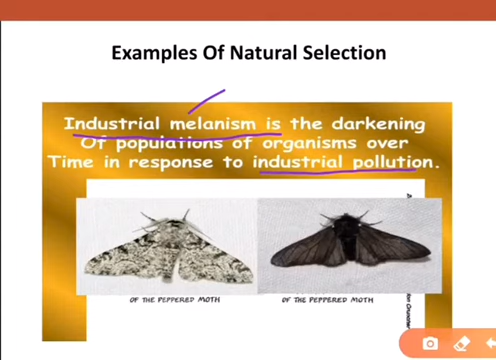 Examples Of Natural Selection
Industrial melanism is the darkening
Of populations of organisms over
Time in response to industrial pollution.
OF THE PEPPERED MOTH
OF THE PEPPERED MOTH